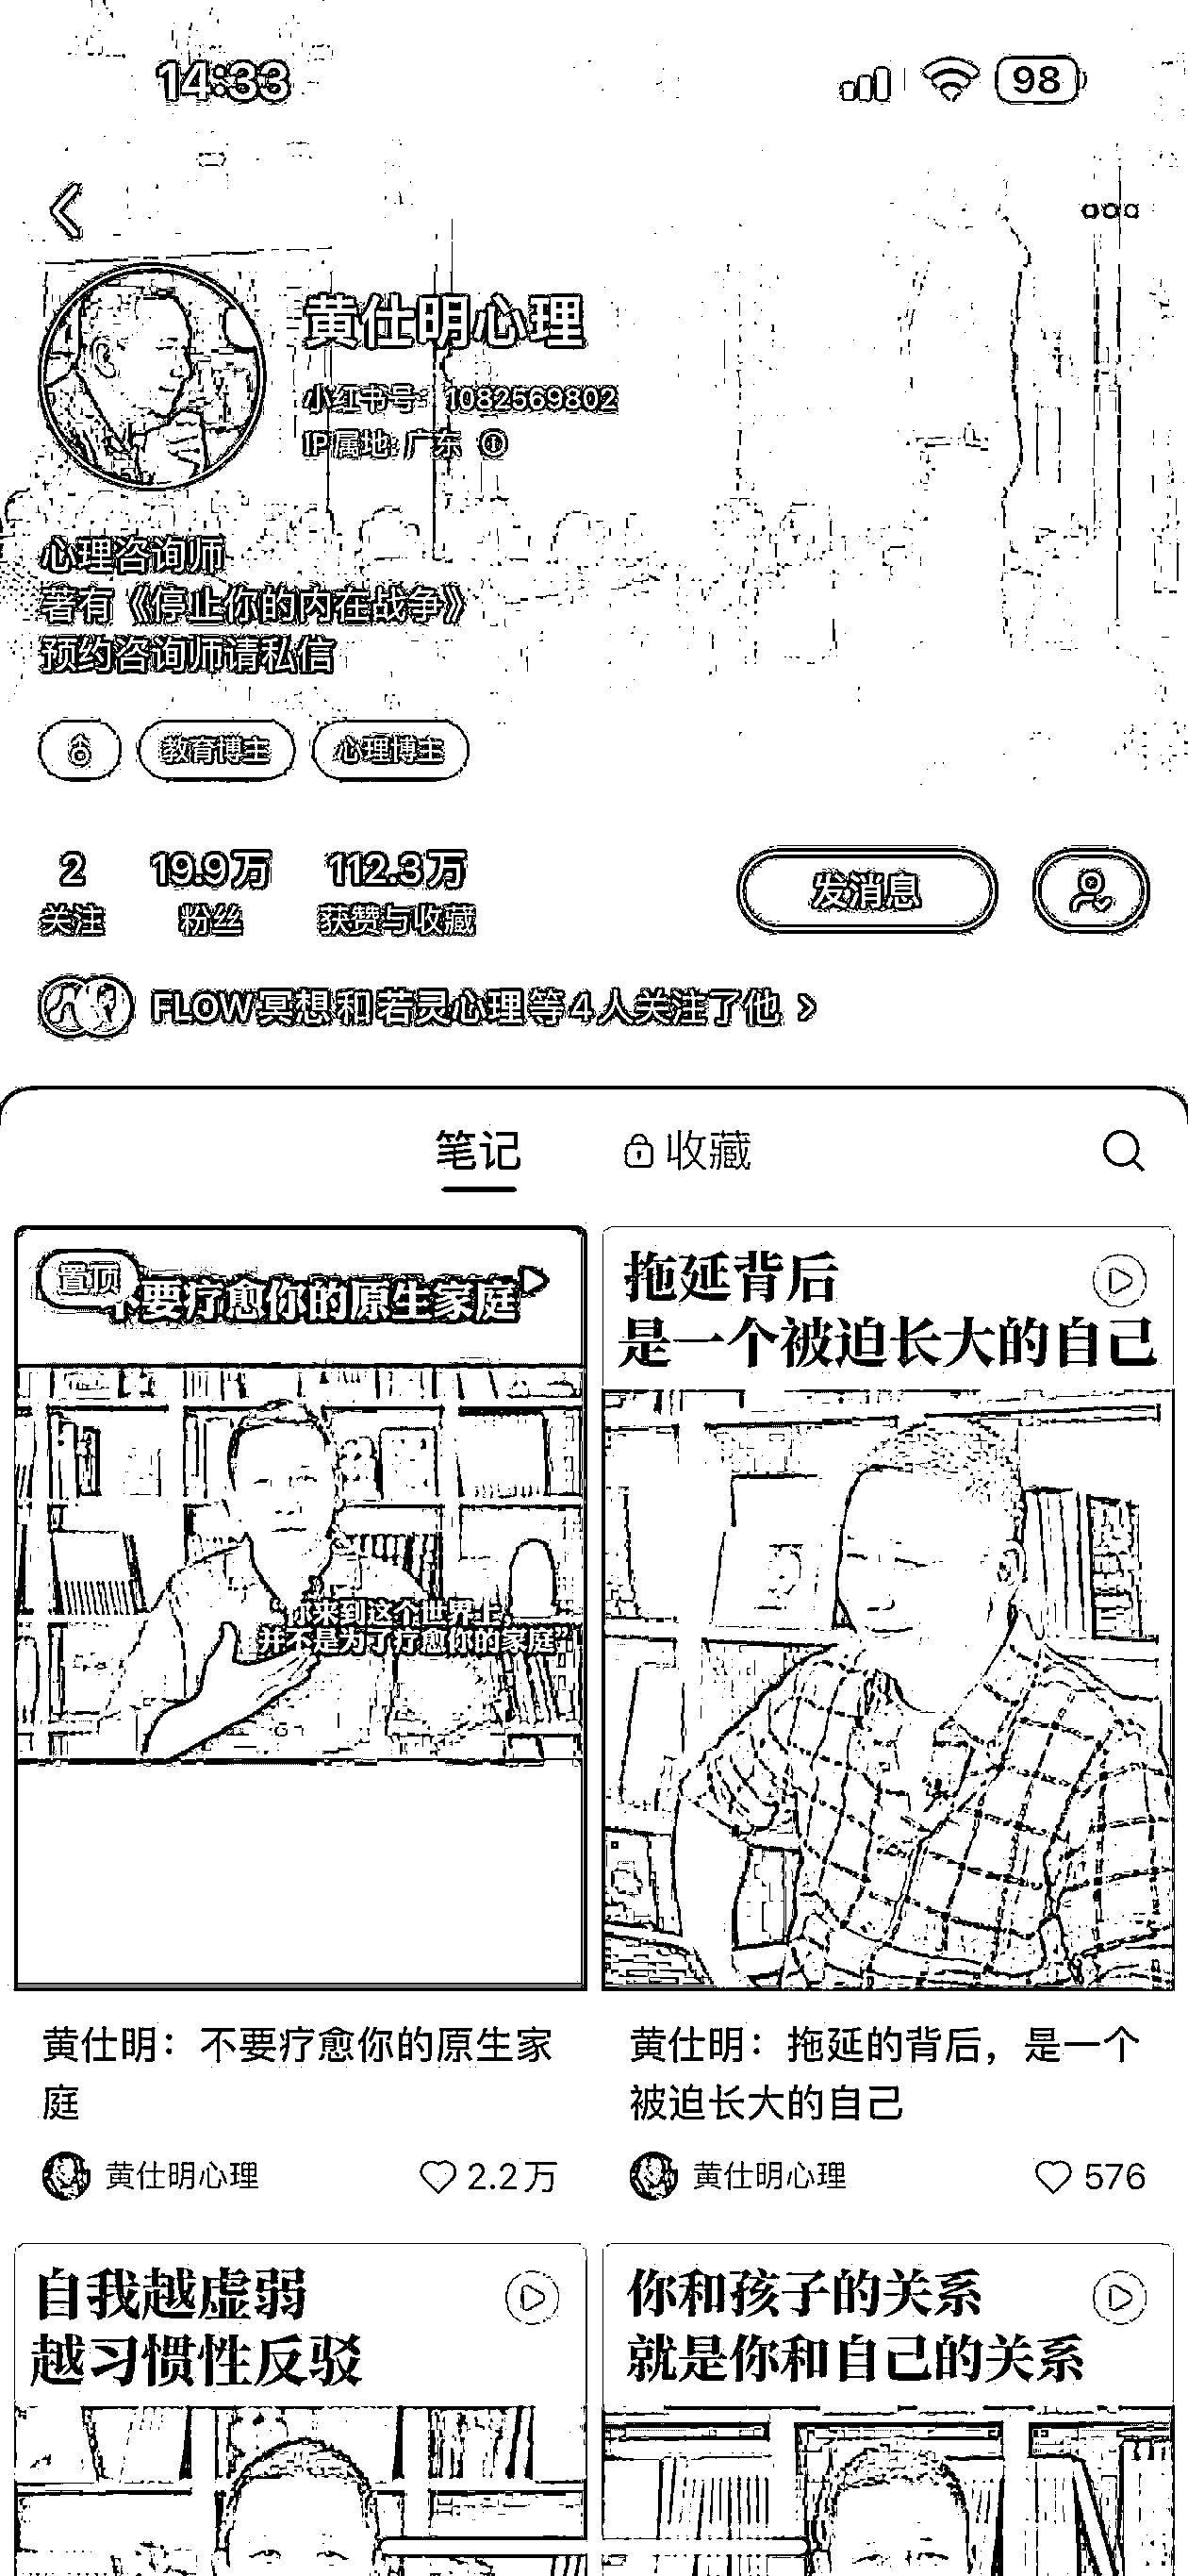 14:33
98
黄仕明心理
小红书号: 1082569802
IP属地: 广东
心理咨询师
著有《停止你的内在战争》
预约咨询师请私信
教育博主
心理博主
2
19.9万
112.3万
关注
粉丝
获赞与收藏
发消息
FLOW冥想和若灵心理等4人关注了他
笔记
收藏
置顶
不要疗愈你的原生家庭
“你来到这个世界上,
并不是为了疗愈你的家庭”
黄仕明：不要疗愈你的原生家
庭
黄仕明心理
2.2万
拖延背后
是一个被迫长大的自己
黄仕明：拖延的背后，是一个
被迫长大的自己
黄仕明心理
576
自我越虚弱
越习惯性反驳
你和孩子的关系
就是你和自己的关系